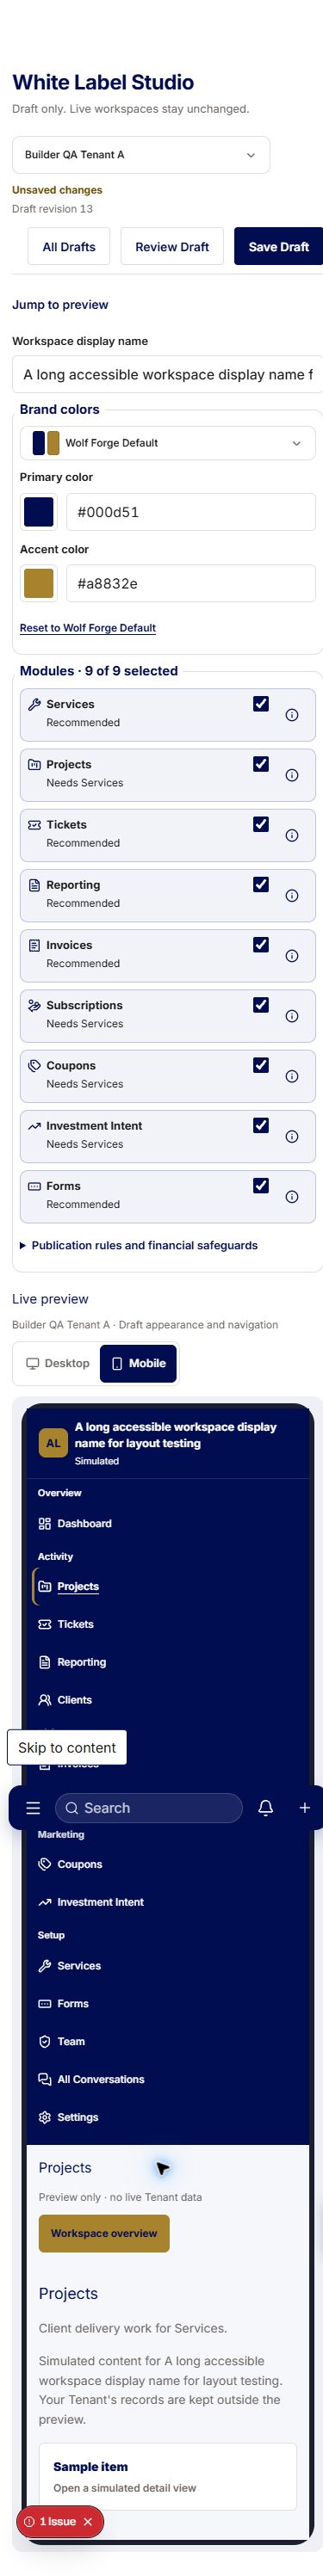 White Label Studio
Draft only. Live workspaces stay unchanged.
Builder QA Tenant A
Unsaved changes
Draft revision 13
All Drafts
Review Draft
Save Draft
Jump to preview
Workspace display name
A long accessible workspace display name f
Brand colors
Wolf Forge Default
Primary color
#000d51
Accent color
#a8832e
Reset to Wolf Forge Default
Modules · 9 of 9 selected
Services
Recommended
Projects
Needs Services
Tickets
Recommended
Reporting
Recommended
Invoices
Recommended
Subscriptions
Needs Services
Coupons
Needs Services
Investment Intent
Needs Services
Forms
Recommended
Publication rules and financial safeguards
Live preview
Builder QA Tenant A · Draft appearance and navigation
Desktop
Mobile
AL
A long accessible workspace display
name for layout testing
Simulated
Overview
Dashboard
Activity
Projects
Tickets
Reporting
Clients
Skip to content
Invoices
Search
Marketing
Coupons
Investment Intent
Setup
Services
Forms
Team
All Conversations
Settings
Projects
Preview only · no live Tenant data
Workspace overview
Projects
Client delivery work for Services.
Simulated content for A long accessible
workspace display name for layout testing.
Your Tenant's records are kept outside the
preview.
Sample item
Open a simulated detail view
1 Issue